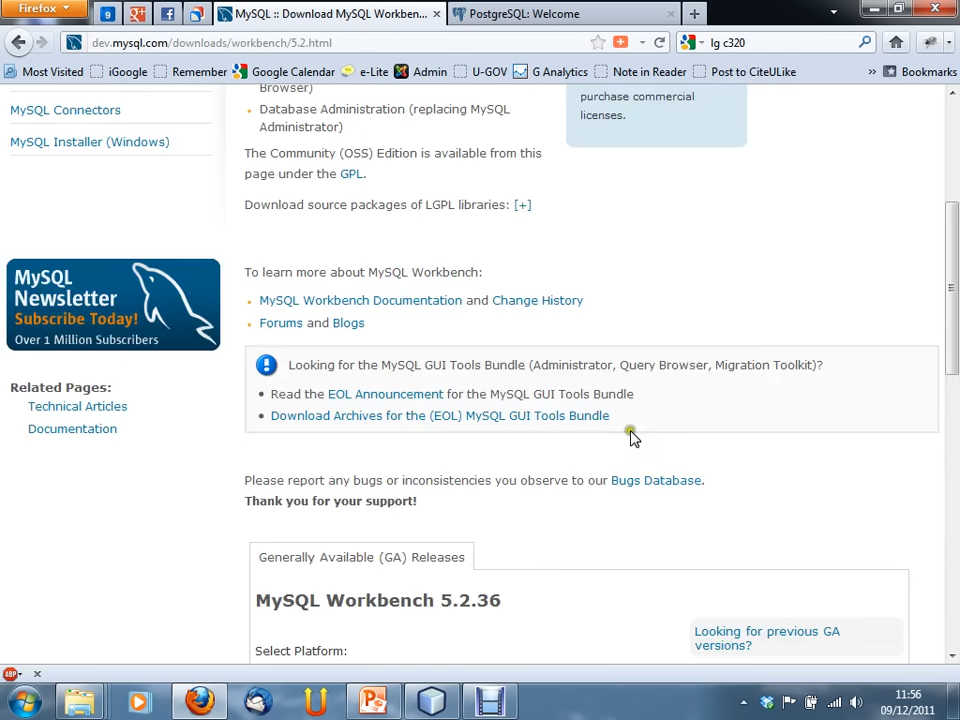 Firefox
9
MySQL :: Download MySQL Workben...
PostgreSQL: Welcome
dev.mysql.com/downloads/workbench/5.2.html
lg c320
Most Visited
iGoogle
Remember
Google Calendar
e-Lite
Admin
U-GOV
G Analytics
Note in Reader
Post to CiteULike
»
Bookmarks
MySQL Connectors
MySQL Installer (Windows)
Browser)
Database Administration (replacing MySQL
Administrator)
The Community (OSS) Edition is available from this
page under the GPL.
Download source packages of LGPL libraries: [+]
purchase commercial
licenses.
MySQL
Newsletter
Subscribe Today!
Over 1 Million Subscribers
Related Pages:
Technical Articles
Documentation
To learn more about MySQL Workbench:
MySQL Workbench Documentation and Change History
Forums and Blogs
Looking for the MySQL GUI Tools Bundle (Administrator, Query Browser, Migration Toolkit)?
Read the EOL Announcement for the MySQL GUI Tools Bundle
Download Archives for the (EOL) MySQL GUI Tools Bundle
Please report any bugs or inconsistencies you observe to our Bugs Database.
Thank you for your support!
Generally Available (GA) Releases
MySQL Workbench 5.2.36
Looking for previous GA
versions?
Select Platform:
ABP
11:56
09/12/2011